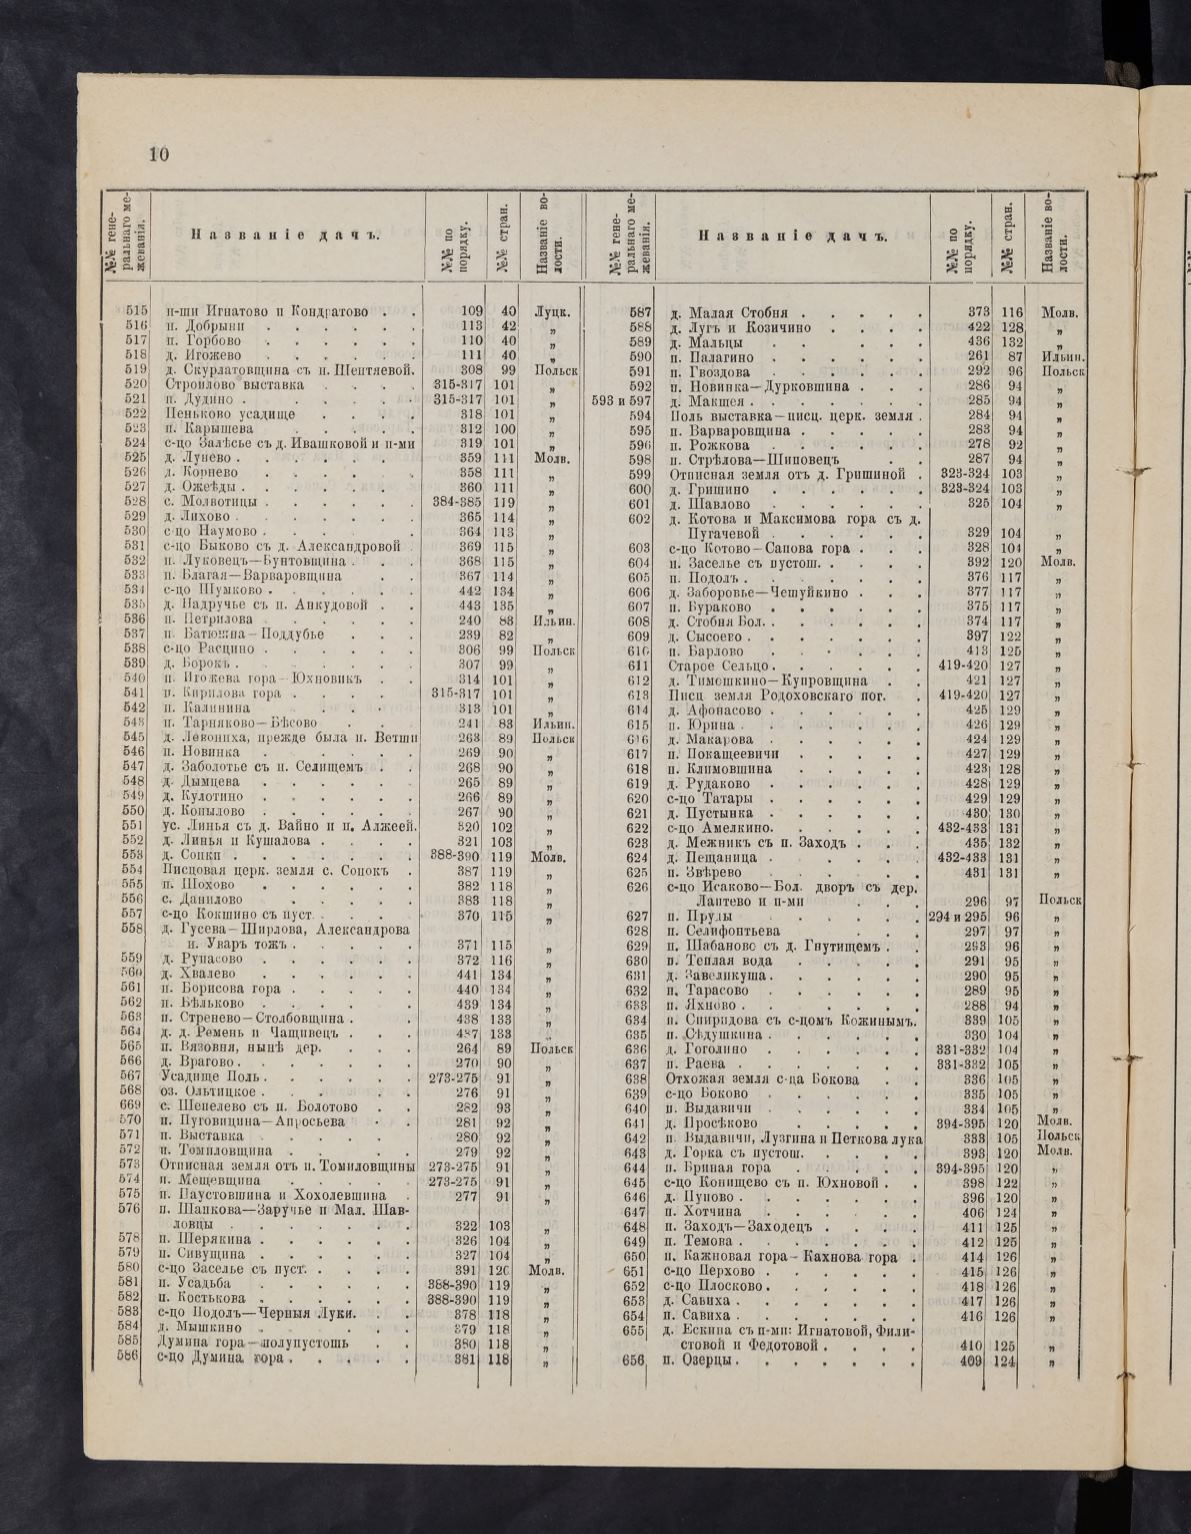 10
№№ гене-
ральнаго ме-
жеванія.
Названіе дачъ.
№№ по
порядку.
№№ стран.
Названіе во-
лости.
№№ гене-
ральнаго ме-
жеванія.
Названіе дачъ.
№№ по
порядку.
№№ стран.
Названіе во-
лости.
515 п-ши Игнатово и Кондратово . . 109 40 Луцк.
516 п. Добрыни . . . . . . 113 42 „
517 п. Горбово . . . . . . 110 40 „
518 д. Игожево . . . . . . 111 40 „
519 д. Скурлатовщина съ п. Шептяевой. 308 99 Польск
520 Строилово выставка . . . . 315-317 101 „
521 п. Дудино . . . . . . 315-317 101 „
522 Пеньково усадище . . . . 318 101 „
523 п. Карышева . . . . . 312 100 „
524 с-цо Залѣсье съ д. Ивашковой и п-ми 319 101 „
525 д. Лунево . . . . . . 359 111 Молв.
526 д. Корнево . . . . . . 358 111 „
527 д. Ожеѣды . . . . . . 360 111 „
528 с. Молвотицы . . . . . . 384-385 119 „
529 д. Лихово . . . . . . 365 114 „
530 с-цо Наумово . . . . . 364 113 „
531 с-цо Быково съ д. Александровой . 369 115 „
532 п. Луковецъ—Бунтовщина . . . 368 115 „
533 п. Благая—Варваровщина . . 367 114 „
534 с-цо Шумково . . . . . . 442 134 „
535 д. Надручье съ п. Анкудовой . . 443 135 „
536 п. Петрилова . . . . . . 240 83 Ильин.
537 п. Батюшна—Поддубье . . . 239 82 „
538 с-цо Расцино . . . . . . 306 99 Польск
539 д. Борокъ . . . . . . 307 99 „
540 п. Игожева гора—Юхновикъ . . 314 101 „
541 п. Кирилова гора . . . . 315-317 101 „
542 п. Калинина . . . . 313 101 „
543 п. Тарняково—Бѣсово . . 241 83 Ильин.
545 д. Левониха, прежде была п. Ветши 263 89 Польск
546 п. Новинка . . . . . 269 90 „
547 д. Заболотье съ п. Селищемъ . . 268 90 „
548 д. Дымцева . . . . . . 265 89 „
549 д. Кулотино . . . . . . 266 89 „
550 д. Копылово . . . . . . 267 90 „
551 ус. Линья съ д. Вайно и п. Алжеей. 320 102 „
552 д. Линья и Кушалова . . . . 321 103 „
553 д. Сопки . . . . . . . 388-390 119 Молв.
554 Писцовая церк. земля с. Сопокъ . 387 119 „
555 п. Шохово . . . . . 382 118 „
556 с. Данилово . . . . . 383 118 „
557 с-цо Кокшино съ пуст. . . . 370 115 „
558 д. Гусева—Ширлова, Александрова
и. Уваръ тожъ . . . . . 371 115 „
559 д. Рупасово . . . . . . 372 116 „
560 д. Хвалево . . . . . . 441 134 „
561 п. Борисова гора . . . . . 440 134 „
562 п. Бѣльково . . . . . . 439 134 „
563 п. Стренево—Столбовщина . . 438 133 „
564 д. д. Ремень и Чащивецъ . . . 437 133 „
565 п. Вязовня, нынѣ дер. . . . 264 89 Польск
566 д. Врагово . . . . . . 270 90 „
567 Усадище Поль . . . . . . 273-275 91 „
568 оз. Ольтицкое . . . . . 276 91 „
669 с. Шепелево съ п. Болотово . . 282 93 „
570 п. Пуговицина—Апросьева . . 281 92 „
571 п. Выставка . . . . . 280 92 „
572 п. Томиловщина . . . . 279 92 „
573 Отписная земля отъ п. Томиловщины 273-275 91 „
574 п. Мещевщина . . . . . 273-275 91 „
575 п. Паустовщина и Хохолевщина . 277 91 „
576 п. Шапкова—Заручье и Мал. Шав-
ловцы . . . . . . . 322 103 „
578 п. Шерякина . . . . . . 326 104 „
579 п. Сивущина . . . . . . 327 104 „
580 с-цо Заселье съ пуст. . . . . 391 120 Молв.
581 п. Усадьба . . . . . . 388-390 119 „
582 п. Костькова . . . . . . 388-390 119 „
583 с-цо Подолъ—Черныя Луки. . . 378 118 „
584 д. Мышкино . . . . . 379 118 „
585 Думина гора—полупустошь . . 380 118 „
586 с-цо Думина гора . . . . . 381 118 „
587 д. Малая Стобня . . . . . 373 116 Молв.
588 д. Лугъ и Козичино . . . . 422 128 „
589 д. Мальцы . . . . . 436 132 „
590 п. Палагино . . . . . . 261 87 Ильин.
591 п. Гвоздова . . . . . . 292 96 Польск
592 п. Новинка—Дурковшина . . . 286 94 „
593 и 597 д. Макшея . . . . . . . 285 94 „
594 Поль выставка—писц. церк. земля . 284 94 „
595 п. Варваровщина . . . . . 283 94 „
596 п. Рожкова . . . . . . 278 92 „
598 п. Стрѣлова—Шиповецъ . . 287 94 „
599 Отписная земля отъ д. Гришиной . 323-324 103 „
600 д. Гришино . . . . . . 323-324 103 „
601 д. Шавлово . . . . . . 325 104 „
602 д. Котова и Максимова гора съ д.
Пугачевой . . . . . . 329 104 „
603 с-цо Котово—Сапова гора . . . 328 104 „
604 п. Заселье съ пустош. . . . . 392 120 Молв.
605 п. Подолъ . . . . . . . 376 117 „
606 д. Заборовье—Чешуйкино . . . 377 117 „
607 п. Бураково . . . . . . 375 117 „
608 д. Стобня Бол. . . . . . . 374 117 „
609 д. Сысоего . . . . . . . 397 122 „
610 п. Барлово . . . . . . 413 125 „
611 Старое Сельцо . . . . . . 419-420 127 „
612 д. Тимошкино—Купровщина . . 421 127 „
613 Писц земля Родоховскаго пог. . 419-420 127 „
614 д. Афонасово . . . . . . 425 129 „
615 п. Юрина . . . . . . . 426 129 „
616 д. Макарова . . . . . . 424 129 „
617 п. Покащеевичи . . . . . 427 129 „
618 п. Климовшина . . . . . 423 128 „
619 д. Рудаково . . . . . . 428 129 „
620 с-цо Татары . . . . . . 429 129 „
621 д. Пустынка . . . . . . 430 130 „
622 с-цо Амелкино. . . . . . 432-433 131 „
623 д. Межникъ съ п. Заходъ . . . 435 132 „
624 д. Пещаница . . . . . 432-433 131 „
625 п. Звѣрево . . . . . . 431 131 „
626 с-цо Исаково—Бол. дворъ съ дер.
Лаптево и п-ми . . . 296 97 Польск
627 п. Прулы . . . . . . 294 и 295 96 „
628 п. Селифонтьева . . . 297 97 „
629 п. Шабаново съ д. Гнутищемъ . . 293 96 „
630 п. Теплая вода . . . . . 291 95 „
631 д. Завеликуша . . . . . . 290 95 „
632 п. Тарасово . . . . . . 289 95 „
633 п. Яхново . . . . . . . 288 94 „
634 п. Спиридова съ с-цомъ Кожинымъ. 339 105 „
635 п. Сѣдушкина . . . . . . 330 104 „
636 д. Гоголино . . . . . . 331-332 104 „
637 п. Раева . . . . . . . 331-332 105 „
638 Отхожая земля с-ца Бокова . . 336 105 „
639 с-цо Боково . . . . . . 335 105 „
640 п. Выдавичи . . . . . . 334 105 „
641 д. Просѣково . . . . . 394-395 120 Молв.
642 п. Выдавичи, Лузгина и Петкова лука 333 105 Польск
643 д. Горка съ пустош. . . . . 393 120 Молв.
644 п. Бриная гора . . . . . 394-395 120 „
645 с-цо Конищево съ п. Юхновой . . 398 122 „
646 д. Пуново . . . . . . . 396 120 „
647 п. Хотчина . . . . . . 406 124 „
648 п. Заходъ—Заходецъ . . . . 411 125 „
649 п. Темова . . . . . . . 412 125 „
650 п. Кажновая гора—Кахнова гора . 414 126 „
651 с-цо Перхово . . . . . . 415 126 „
652 с-цо Плосково . . . . . . 418 126 „
653 д. Савиха . . . . . . . 417 126 „
654 п. Савиха . . . . . . . 416 126 „
655 д. Ескина съ п-ми: Игнатовой, Фили-
стовой и Федотовой . . . . 410 125 „
656 п. Озерцы . . . . . . . 409 124 „